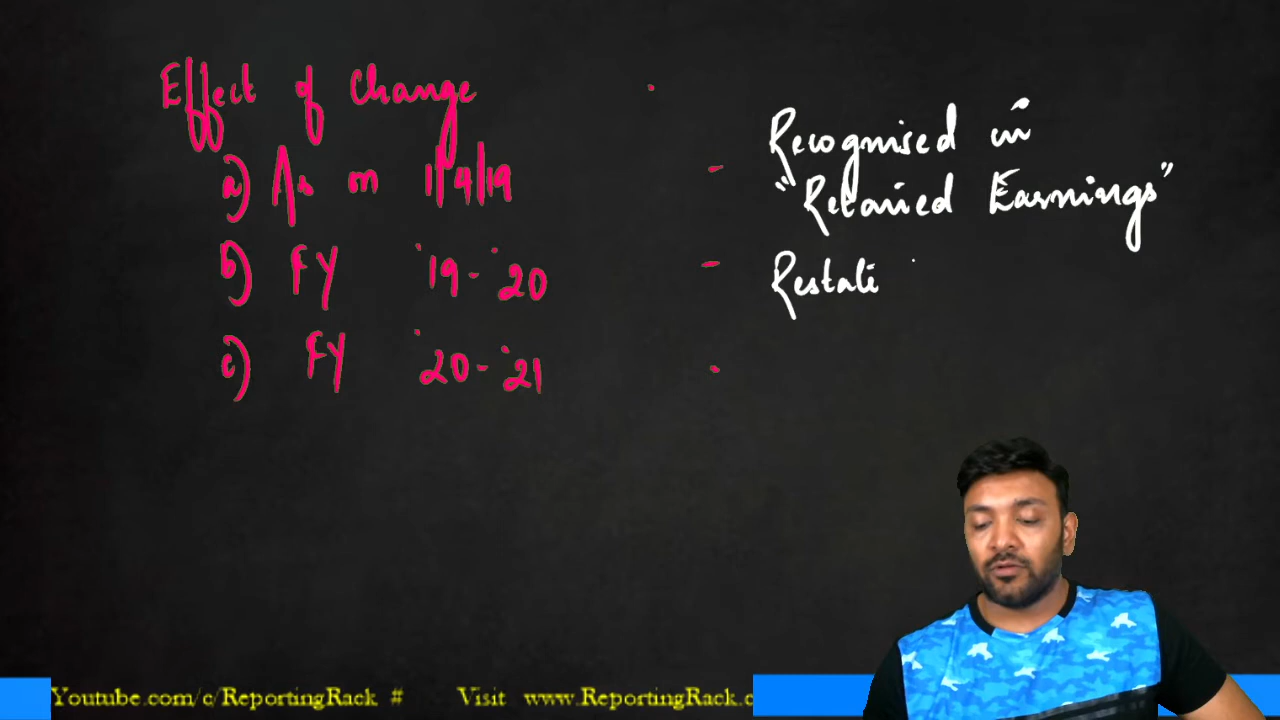 Effect of Change
a) As on 1/4/19 - Recognised in
"Retained Earnings"
b) FY '19-'20 - Restate
c) FY '20-'21
Youtube.com/c/ReportingRack # Visit www.ReportingRack.c